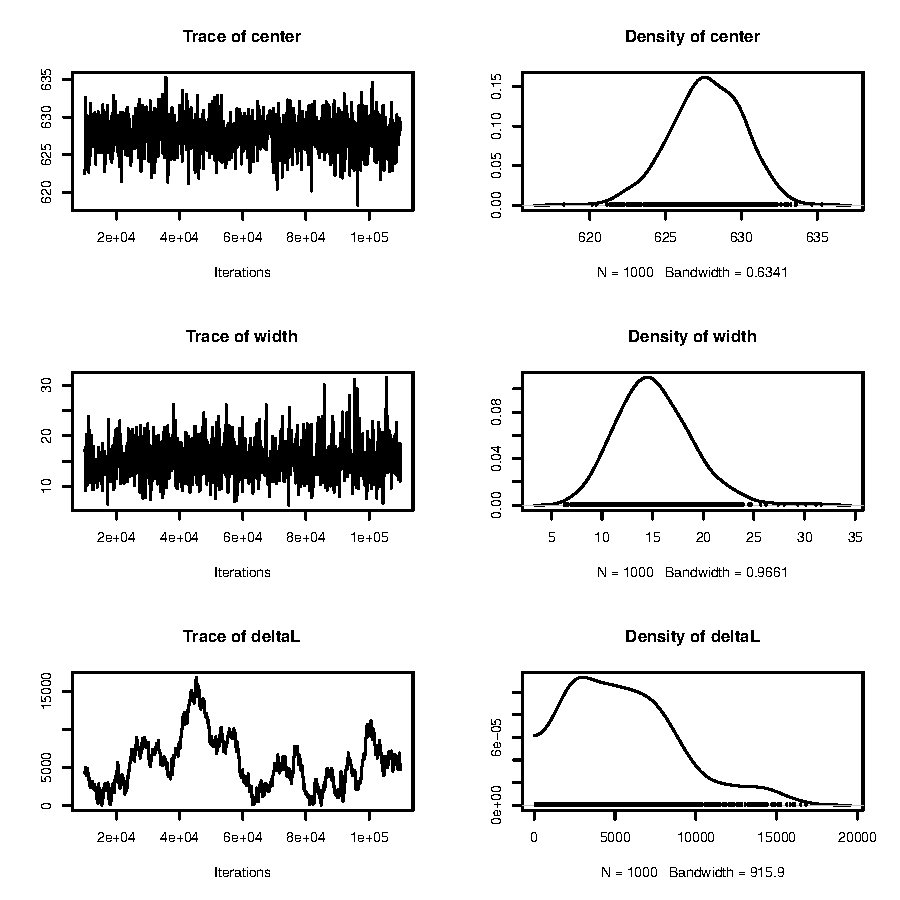 Trace of center
Density of center
635
630
625
620
2e+04 4e+04 6e+04 8e+04 1e+05
Iterations
0.15
0.10
0.05
0.00
620 625 630 635
N = 1000 Bandwidth = 0.6341
Trace of width
Density of width
30
20
10
2e+04 4e+04 6e+04 8e+04 1e+05
Iterations
0.08
0.04
0.00
5 10 15 20 25 30 35
N = 1000 Bandwidth = 0.9661
Trace of deltaL
Density of deltaL
15000
5000
0
2e+04 4e+04 6e+04 8e+04 1e+05
Iterations
6e−05
0e+00
0 5000 10000 15000 20000
N = 1000 Bandwidth = 915.9